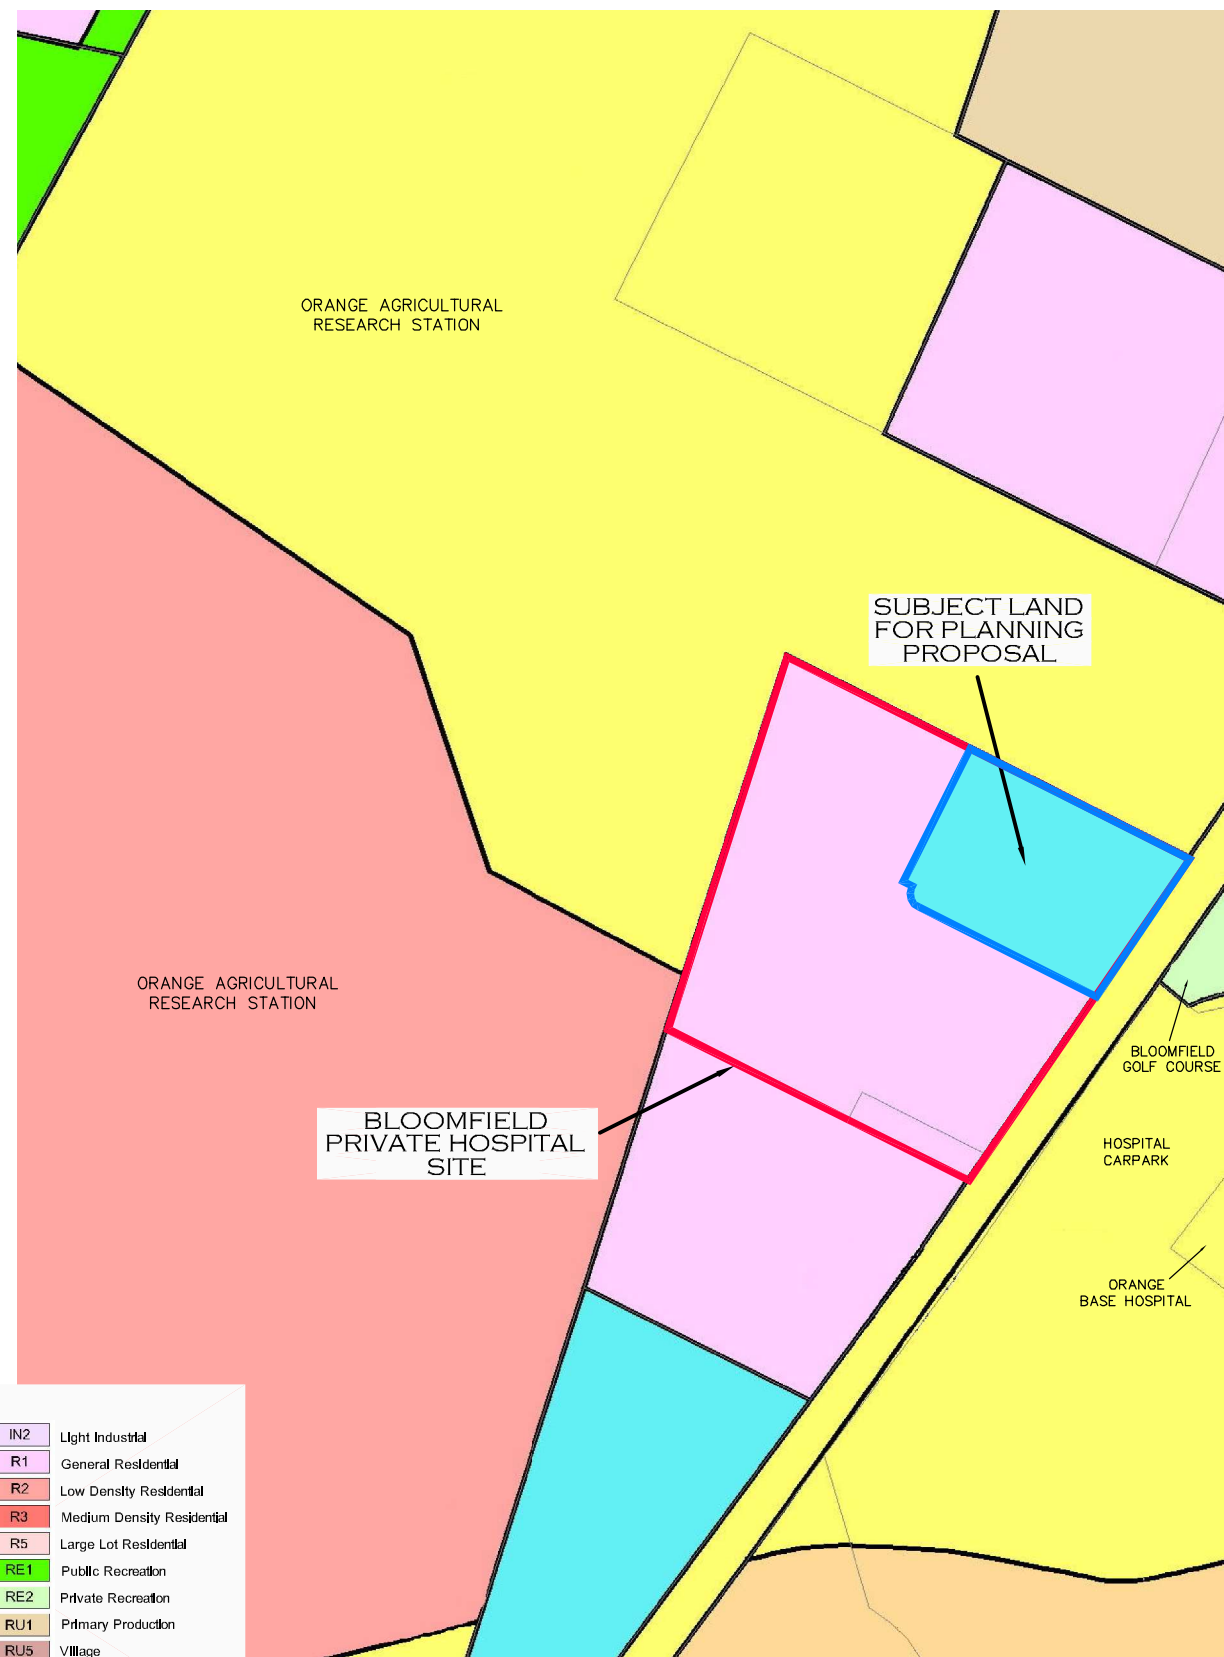 ORANGE AGRICULTURAL
RESEARCH STATION
SUBJECT LAND
FOR PLANNING
PROPOSAL
ORANGE AGRICULTURAL
RESEARCH STATION
BLOOMFIELD
GOLF COURSE
BLOOMFIELD
PRIVATE HOSPITAL
SITE
HOSPITAL
CARPARK
ORANGE
BASE HOSPITAL
IN2 Light Industrial
R1 General Residential
R2 Low Density Residential
R3 Medium Density Residential
R5 Large Lot Residential
RE1 Public Recreation
RE2 Private Recreation
RU1 Primary Production
RU5 Village